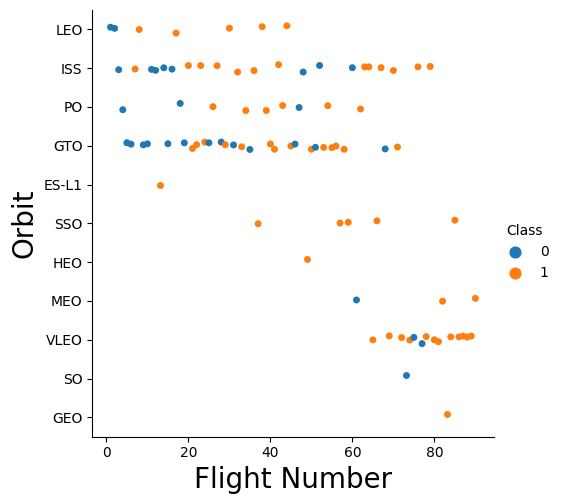 LEO
ISS
PO
GTO
ES-L1
SSO
HEO
MEO
VLEO
SO
GEO
Orbit
0 20 40 60 80
Flight Number
Class
0
1